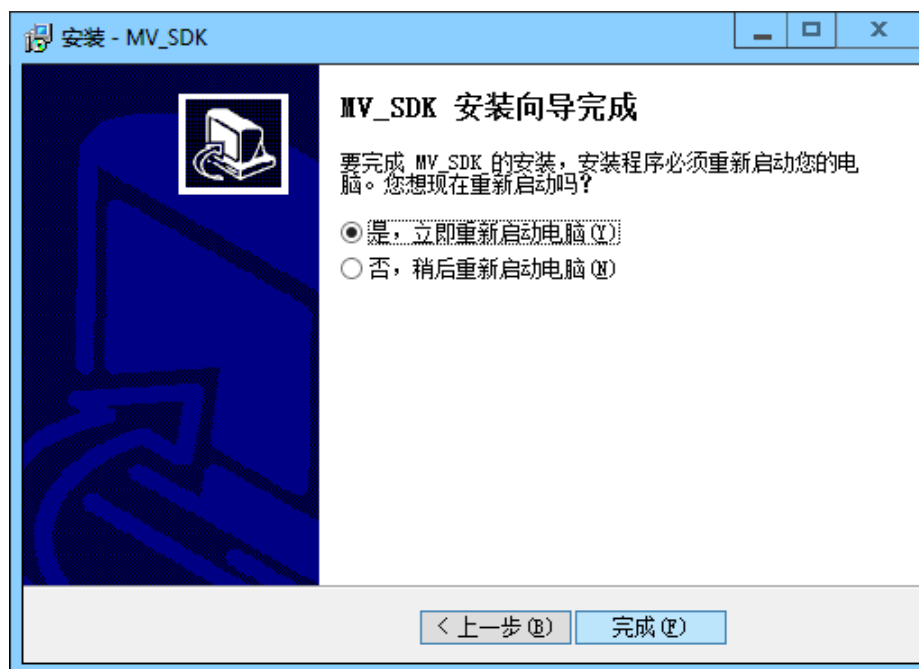 安装 - MV_SDK
MV_SDK 安装向导完成
要完成 MV_SDK 的安装，安装程序必须重新启动您的电
脑。您想现在重新启动吗？
是，立即重新启动电脑(Y)
否，稍后重新启动电脑(N)
< 上一步(B) 完成(F)